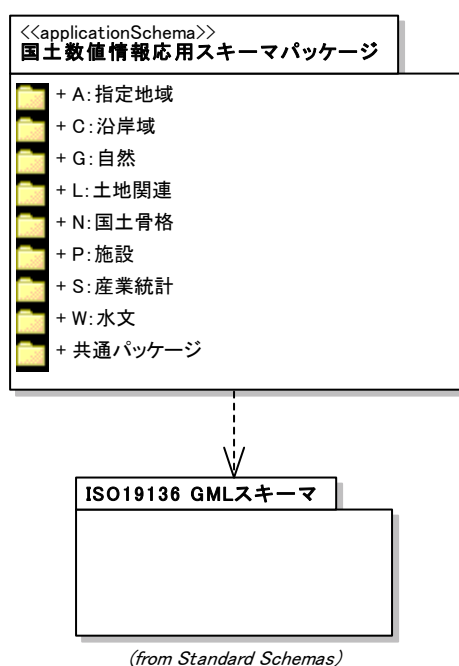 <<applicationSchema>>
国土数値情報応用スキーマパッケージ
+ A:指定地域
+ C:沿岸域
+ G:自然
+ L:土地関連
+ N:国土骨格
+ P:施設
+ S:産業統計
+ W:水文
+ 共通パッケージ
ISO19136 GMLスキーマ
(from Standard Schemas)